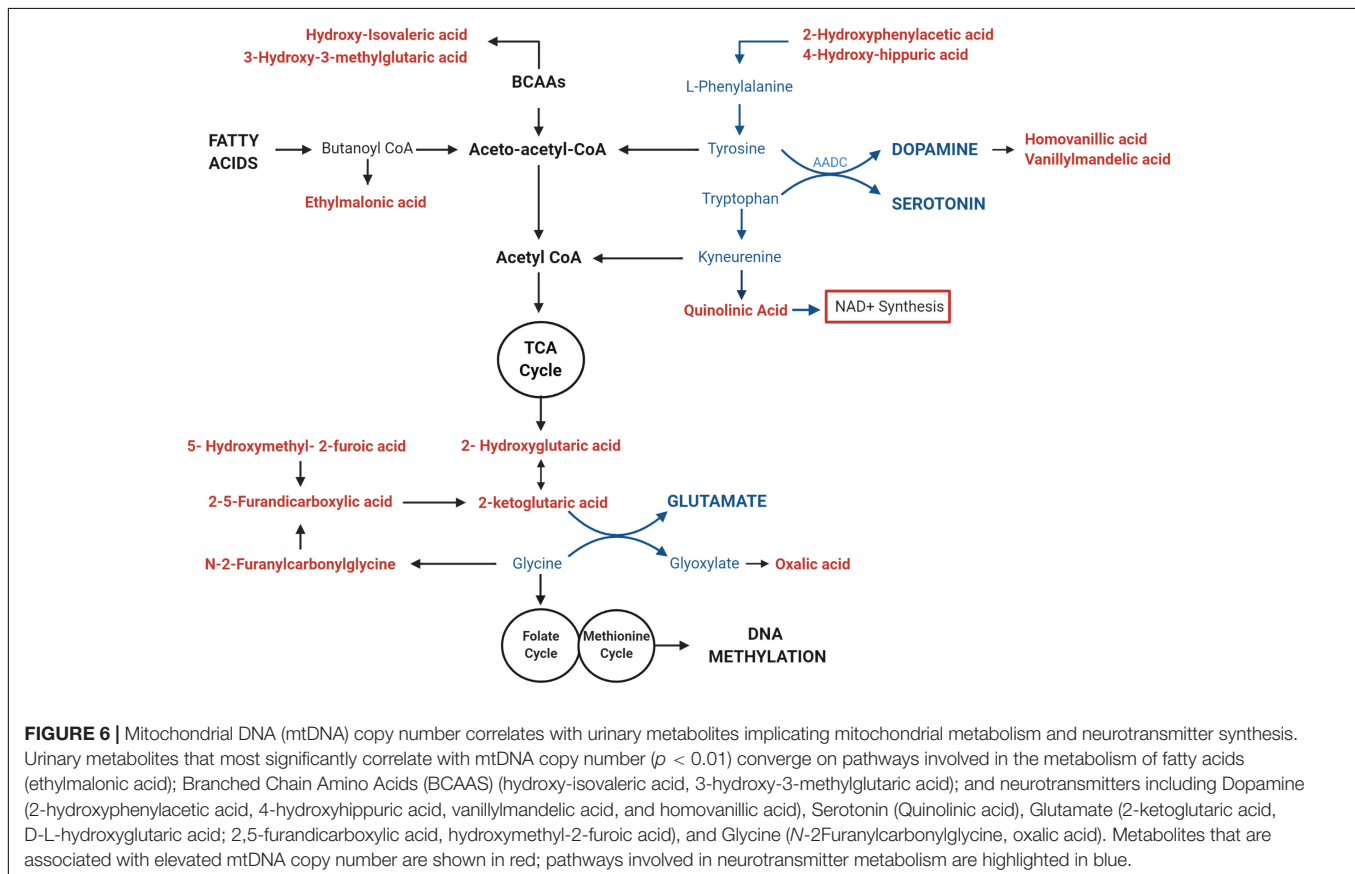 Hydroxy-Isovaleric acid
3-Hydroxy-3-methylglutaric acid
2-Hydroxyphenylacetic acid
4-Hydroxy-hippuric acid
BCAAs
L-Phenylalanine
FATTY
ACIDS
Butanoyl CoA
Aceto-acetyl-CoA
Tyrosine
AADC
DOPAMINE
Homovanillic acid
Vanillylmandelic acid
Ethylmalonic acid
Tryptophan
SEROTONIN
Acetyl CoA
Kyneurenine
Quinolinic Acid
NAD+ Synthesis
TCA
Cycle
5- Hydroxymethyl- 2-furoic acid
2- Hydroxyglutaric acid
2-5-Furandicarboxylic acid
2-ketoglutaric acid
GLUTAMATE
N-2-Furanylcarbonylglycine
Glycine
Glyoxylate
Oxalic acid
Folate
Cycle
Methionine
Cycle
DNA
METHYLATION
FIGURE 6 | Mitochondrial DNA (mtDNA) copy number correlates with urinary metabolites implicating mitochondrial metabolism and neurotransmitter synthesis.
Urinary metabolites that most significantly correlate with mtDNA copy number (p < 0.01) converge on pathways involved in the metabolism of fatty acids
(ethylmalonic acid); Branched Chain Amino Acids (BCAAS) (hydroxy-isovaleric acid, 3-hydroxy-3-methylglutaric acid); and neurotransmitters including Dopamine
(2-hydroxyphenylacetic acid, 4-hydroxyhippuric acid, vanillylmandelic acid, and homovanillic acid), Serotonin (Quinolinic acid), Glutamate (2-ketoglutaric acid,
D-L-hydroxyglutaric acid; 2,5-furandicarboxylic acid, hydroxymethyl-2-furoic acid), and Glycine (N-2Furanylcarbonylglycine, oxalic acid). Metabolites that are
associated with elevated mtDNA copy number are shown in red; pathways involved in neurotransmitter metabolism are highlighted in blue.